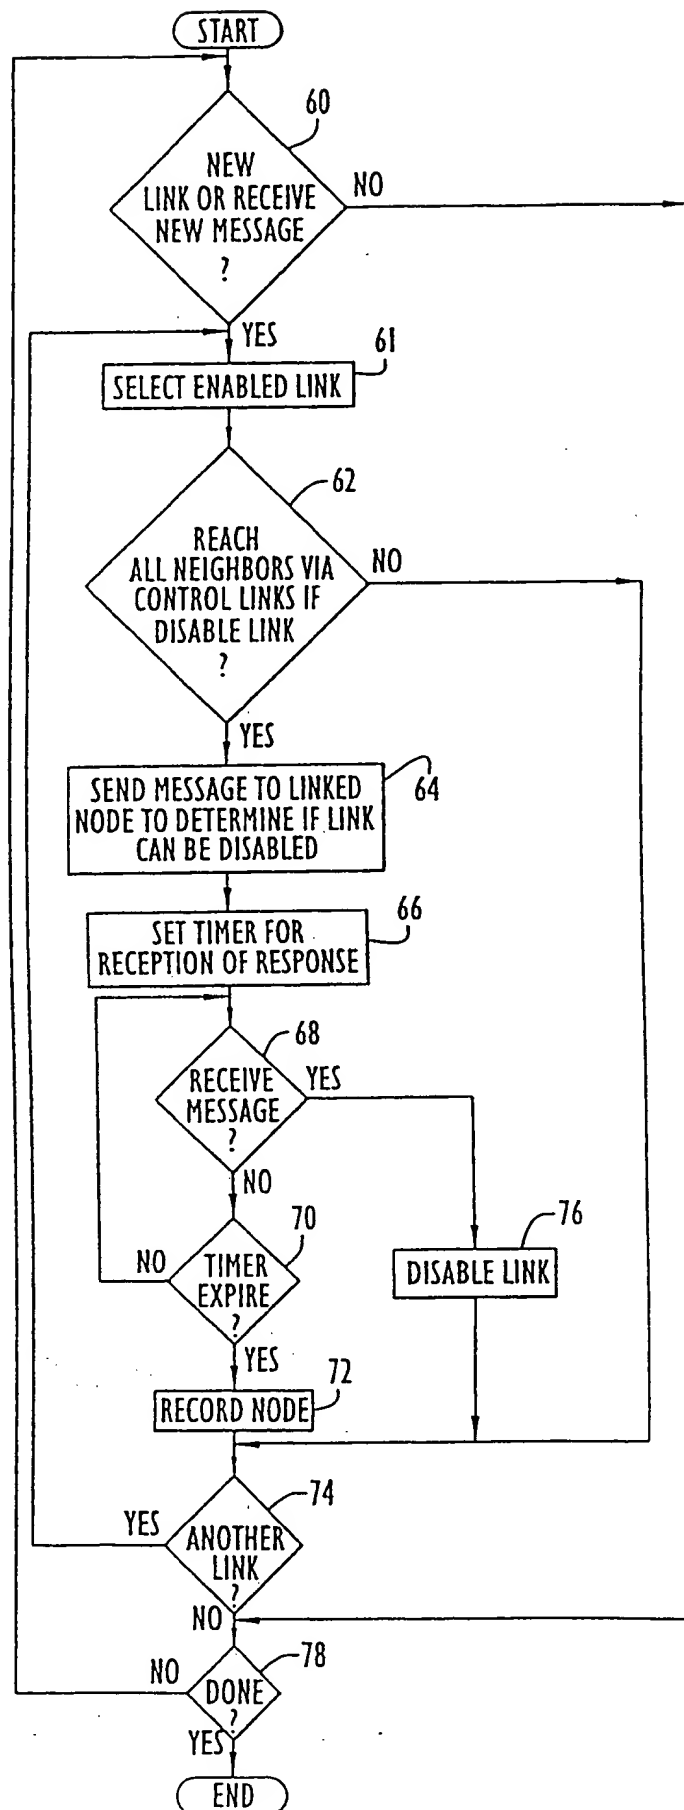 START
60
NEW
LINK OR RECEIVE
NEW MESSAGE
?
NO
YES
61
SELECT ENABLED LINK
62
REACH
ALL NEIGHBORS VIA
CONTROL LINKS IF
DISABLE LINK
?
NO
YES
64
SEND MESSAGE TO LINKED
NODE TO DETERMINE IF LINK
CAN BE DISABLED
66
SET TIMER FOR
RECEPTION OF RESPONSE
68
RECEIVE
MESSAGE
?
YES
NO
70
TIMER
EXPIRE
?
NO
YES
76
DISABLE LINK
72
RECORD NODE
74
ANOTHER
LINK
?
YES
NO
78
DONE
?
NO
YES
END